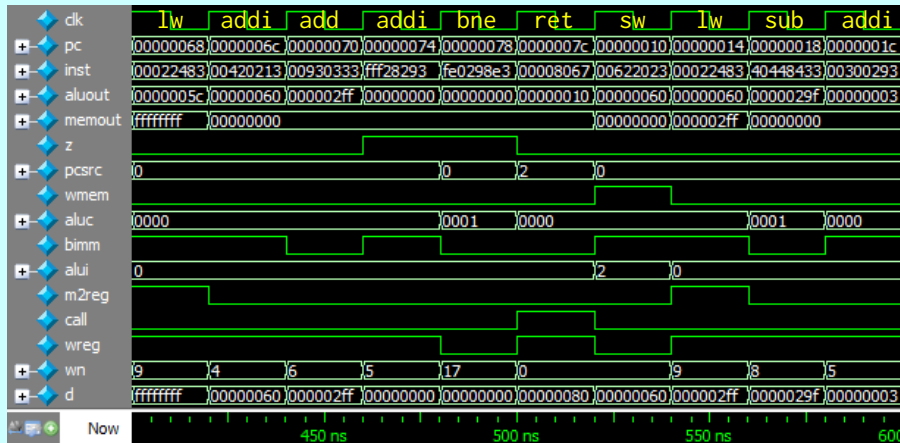 clk lw addi add addi bne ret sw lw sub addi
pc 00000068 0000006c 00000070 00000074 00000078 0000007c 00000010 00000014 00000018 0000001c
inst 00022483 00420213 00930333 fff28293 fe0298e3 00008067 00622023 00022483 40448433 00300293
aluout 0000005c 00000060 000002ff 00000000 00000000 00000010 00000060 00000060 0000029f 00000003
memout ffffffff 00000000 00000000 000002ff 00000000
z
pcsrc 0 0 2 0
wmem
aluc 0000 0001 0000 0001 0000
bimm
alui 0 2 0
m2reg
call
wreg
wn 9 4 6 5 17 0 9 8 5
d ffffffff 00000060 000002ff 00000000 00000000 00000080 00000060 000002ff 0000029f 00000003
Now 450 ns 500 ns 550 ns 600